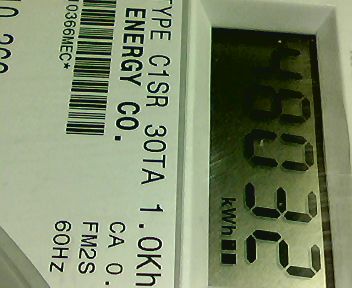 48032
kWh
TYPE C1SR 30TA 1.0Kh
ENERGY CO.
CA 0.
10366MEC*
FM2S
60Hz